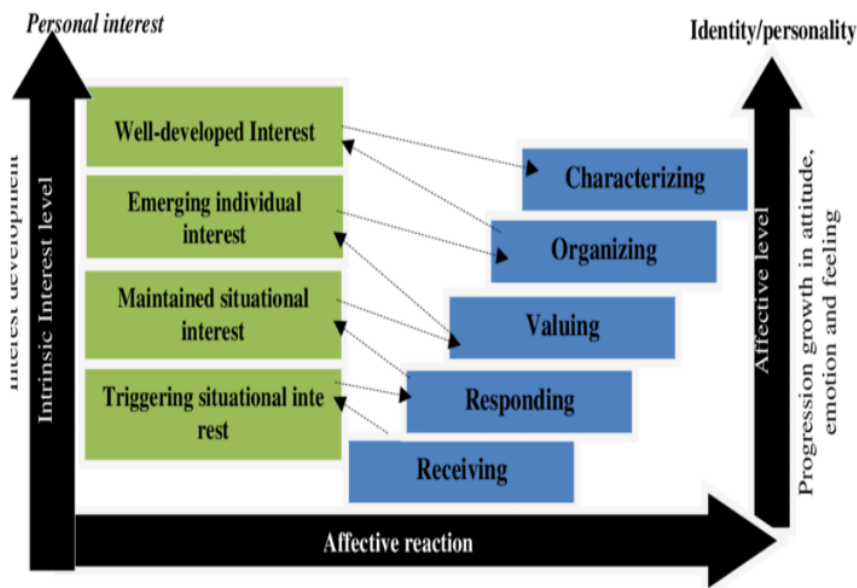 Personal interest
Identity/personality
Interest development
Intrinsic Interest level
Well-developed Interest
Emerging individual
interest
Maintained situational
interest
Triggering situational inte
rest
Characterizing
Organizing
Valuing
Responding
Receiving
Affective level
Progression growth in attitude,
emotion and feeling
Affective reaction